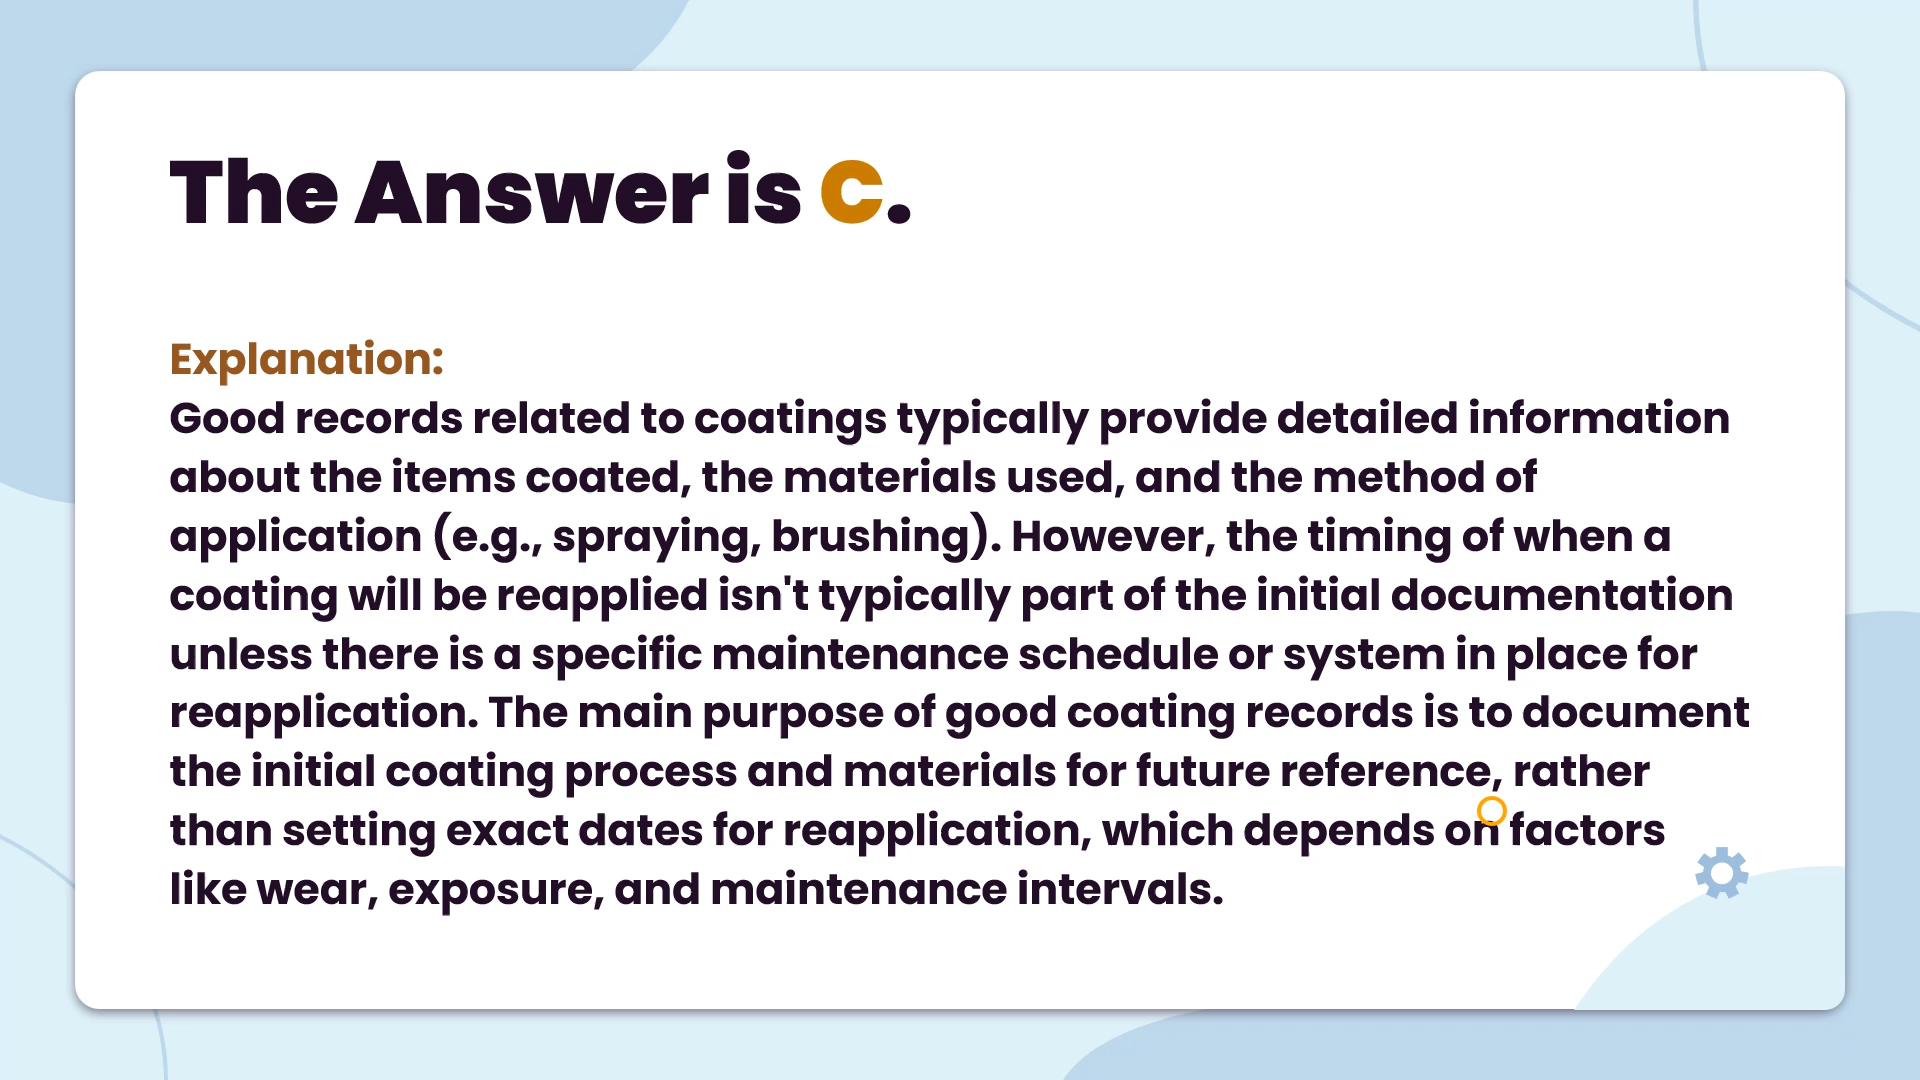 The Answer is C.
Explanation:
Good records related to coatings typically provide detailed information
about the items coated, the materials used, and the method of
application (e.g., spraying, brushing). However, the timing of when a
coating will be reapplied isn't typically part of the initial documentation
unless there is a specific maintenance schedule or system in place for
reapplication. The main purpose of good coating records is to document
the initial coating process and materials for future reference, rather
than setting exact dates for reapplication, which depends on factors
like wear, exposure, and maintenance intervals.